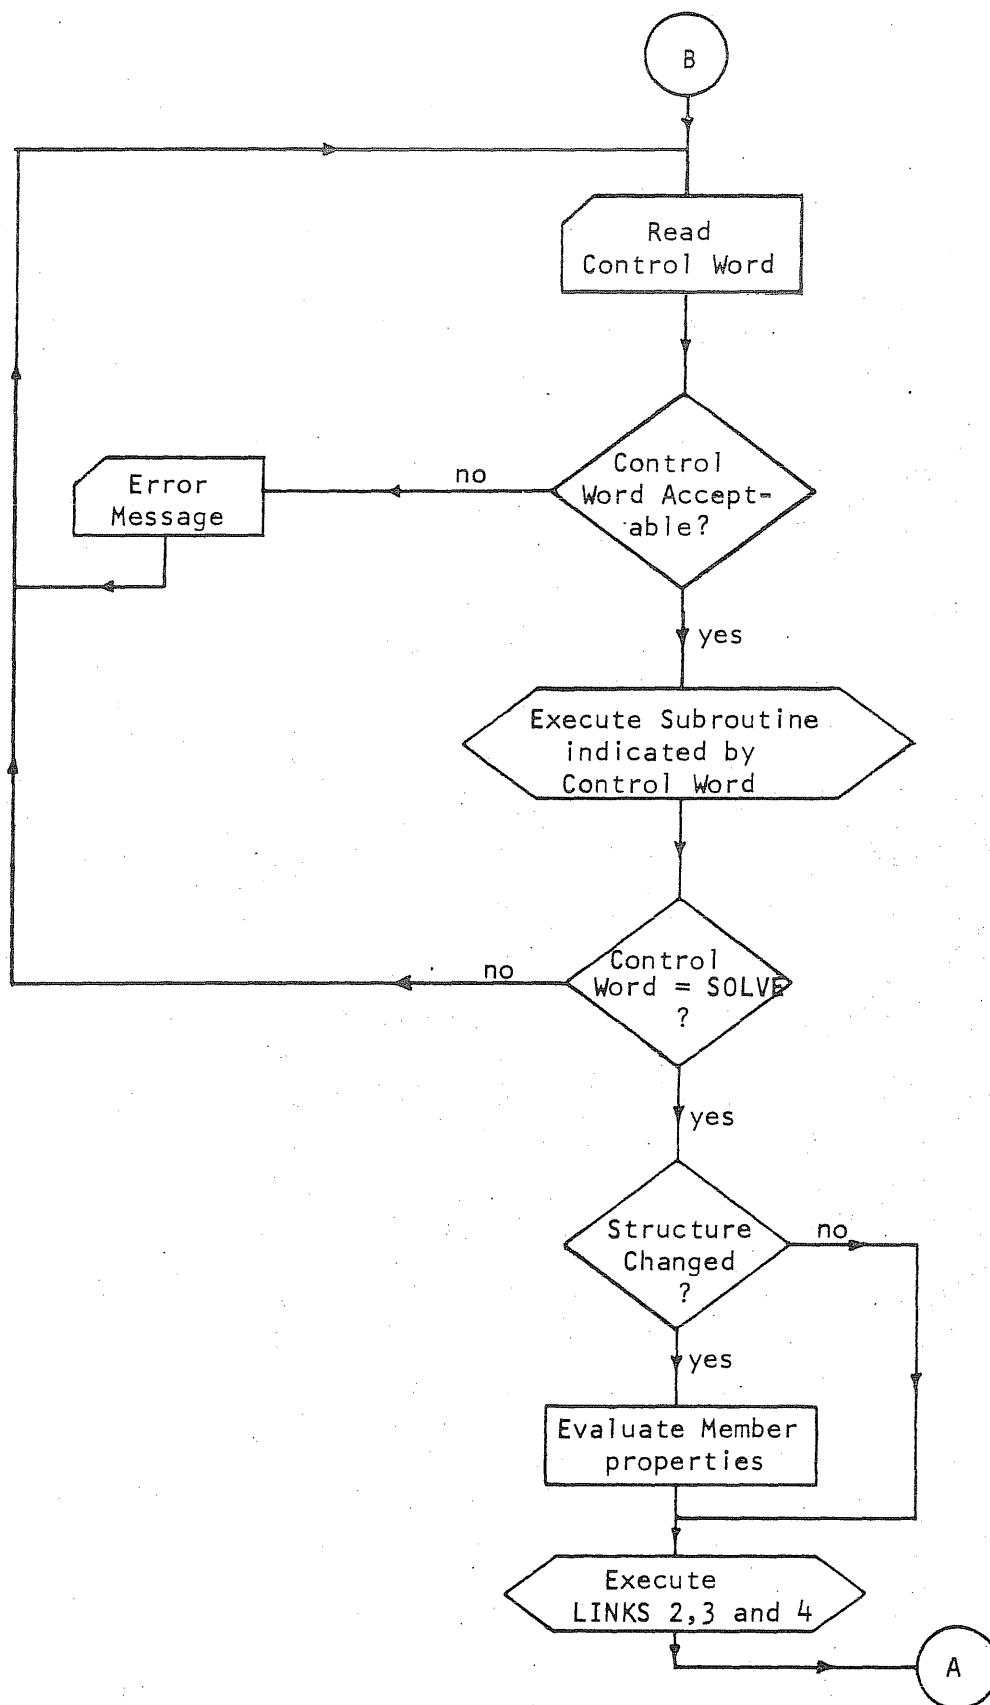 B
Read
Control Word
Control
Word Accept-
able?
no
Error
Message
yes
Execute Subroutine
indicated by
Control Word
Control
Word = SOLVE
?
no
yes
Structure
Changed
?
no
yes
Evaluate Member
properties
Execute
LINKS 2,3 and 4
A